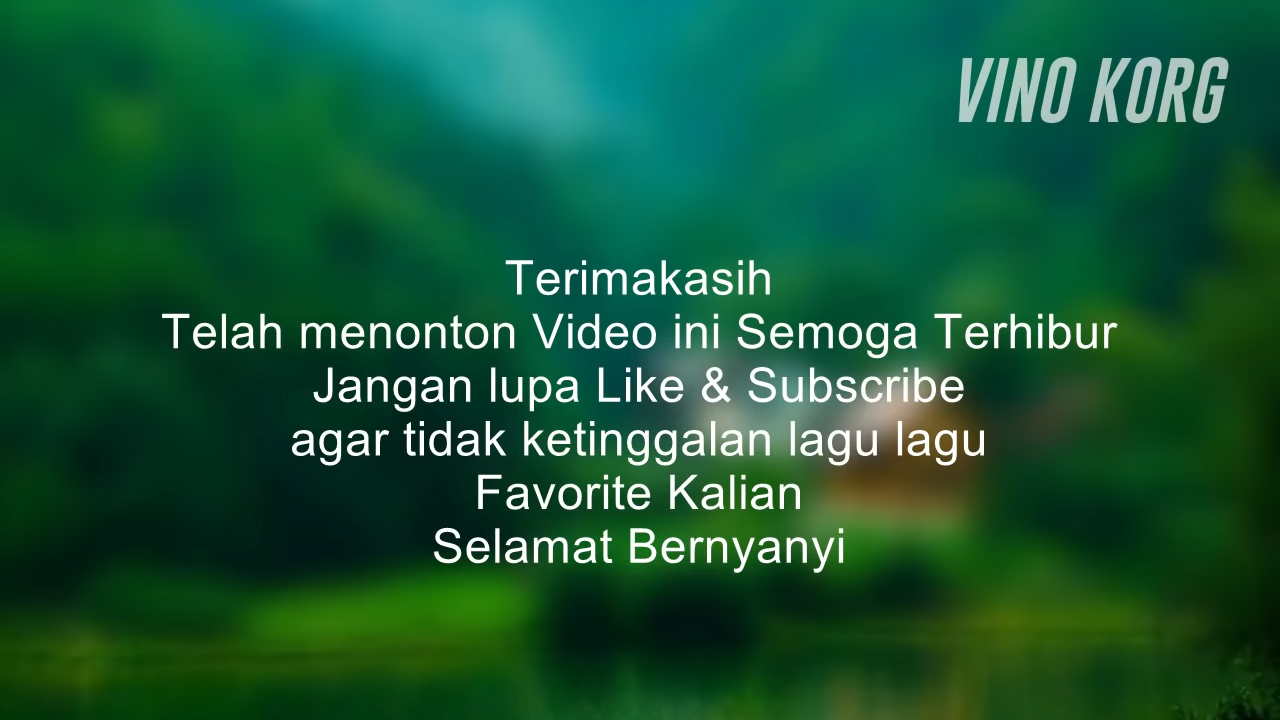 VINO KORG
Terimakasih
Telah menonton Video ini Semoga Terhibur
Jangan lupa Like & Subscribe
agar tidak ketinggalan lagu lagu
Favorite Kalian
Selamat Bernyanyi